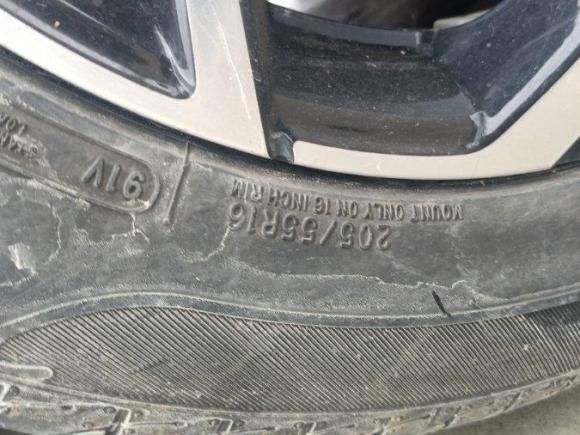 205/55R16
MOUNT ONLY ON 16 INCH RIM
91V